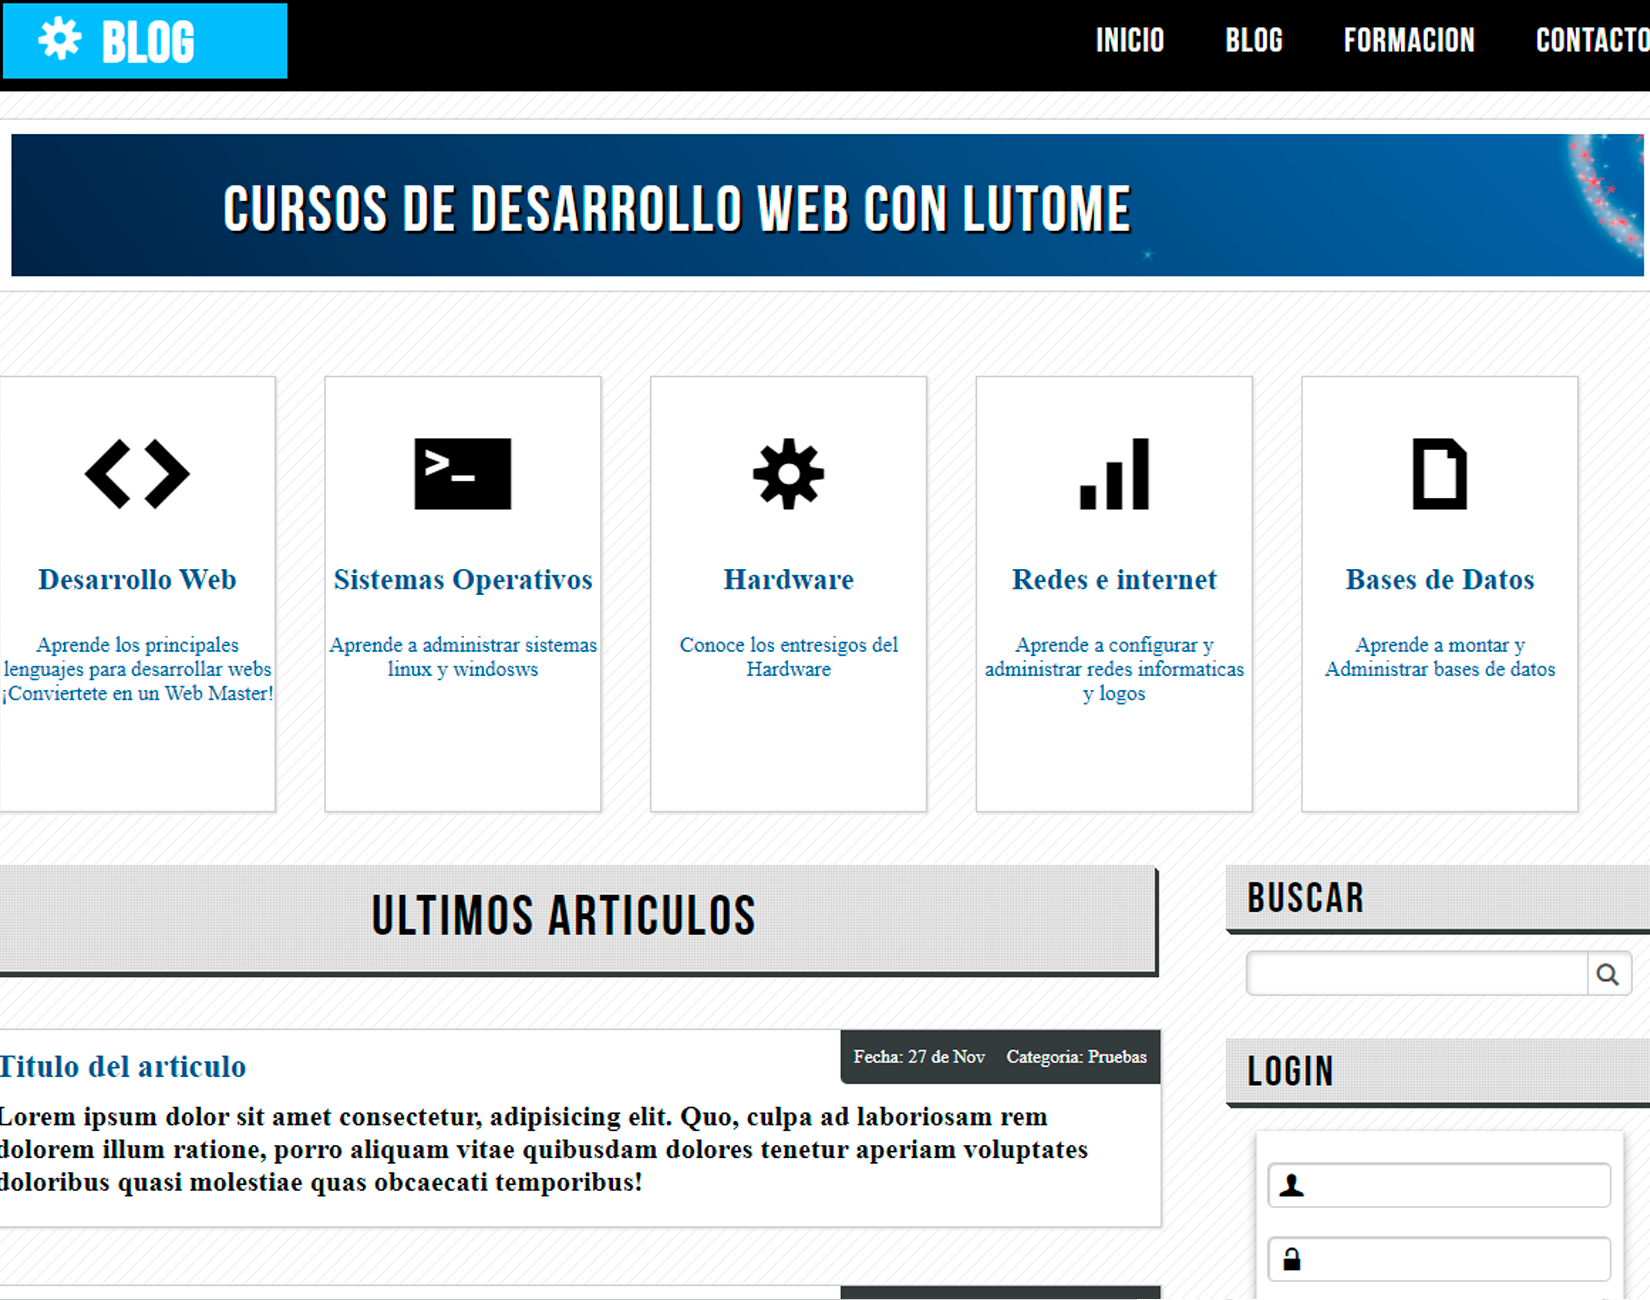 BLOG
INICIO
BLOG
FORMACION
CONTACTO
CURSOS DE DESARROLLO WEB CON LUTOME
>_
Desarrollo Web
Aprende los principales
lenguajes para desarrollar webs
¡Conviertete en un Web Master!
Sistemas Operativos
Aprende a administrar sistemas
linux y windosws
Hardware
Conoce los entresigos del
Hardware
Redes e internet
Aprende a configurar y
administrar redes informaticas
y logos
Bases de Datos
Aprende a montar y
Administrar bases de datos
ULTIMOS ARTICULOS
Titulo del articulo
Fecha: 27 de Nov Categoria: Pruebas
Lorem ipsum dolor sit amet consectetur, adipisicing elit. Quo, culpa ad laboriosam rem
dolorem illum ratione, porro aliquam vitae quibusdam dolores tenetur aperiam voluptates
doloribus quasi molestiae quas obcaecati temporibus!
BUSCAR
LOGIN